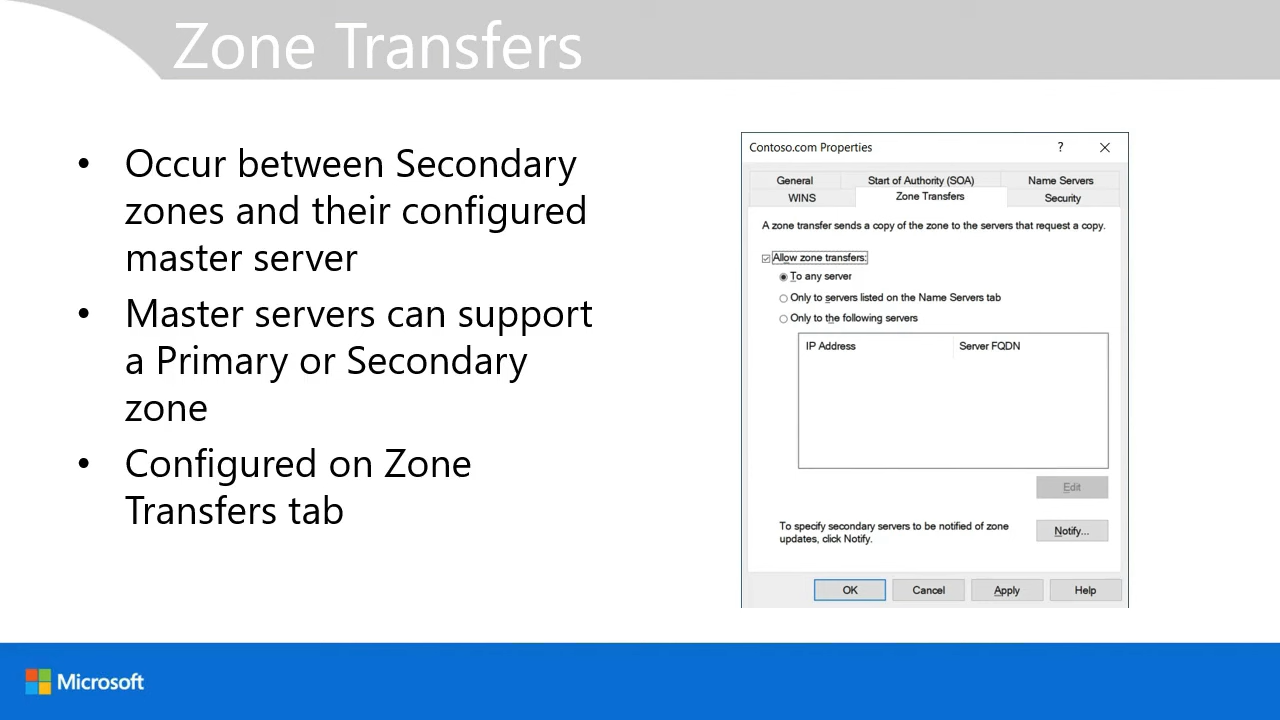 Zone Transfers
• Occur between Secondary
zones and their configured
master server
• Master servers can support
a Primary or Secondary
zone
• Configured on Zone
Transfers tab
Contoso.com Properties
?
General
Start of Authority (SOA)
Name Servers
WINS
Zone Transfers
Security
A zone transfer sends a copy of the zone to the servers that request a copy.
Allow zone transfers:
To any server
Only to servers listed on the Name Servers tab
Only to the following servers
IP Address
Server FQDN
Edit
To specify secondary servers to be notified of zone
updates, click Notify.
Notify...
OK
Cancel
Apply
Help
Microsoft